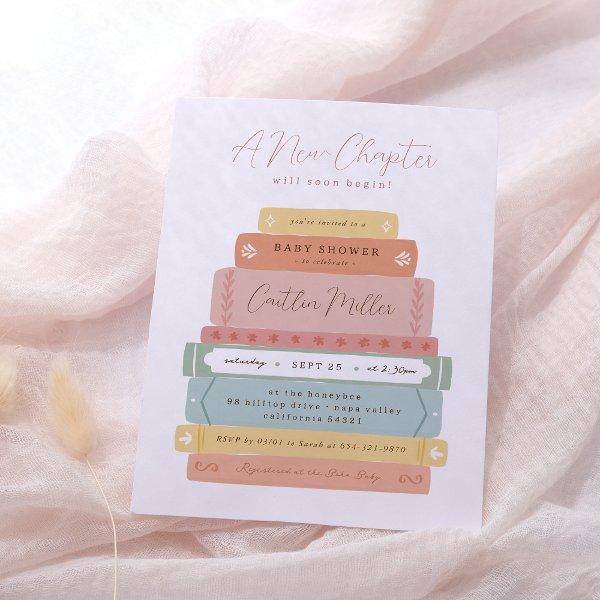 A New Chapter
will soon begin!
you're invited to a
BABY SHOWER
- to celebrate -
Caitlin Miller
saturday • SEPT 25 • at 2:30pm
at the honeybee
98 hilltop drive • napa valley
california 54321
RSVP by 03/01 to Sarah at 654-321-9870
Registered at the Boho Baby